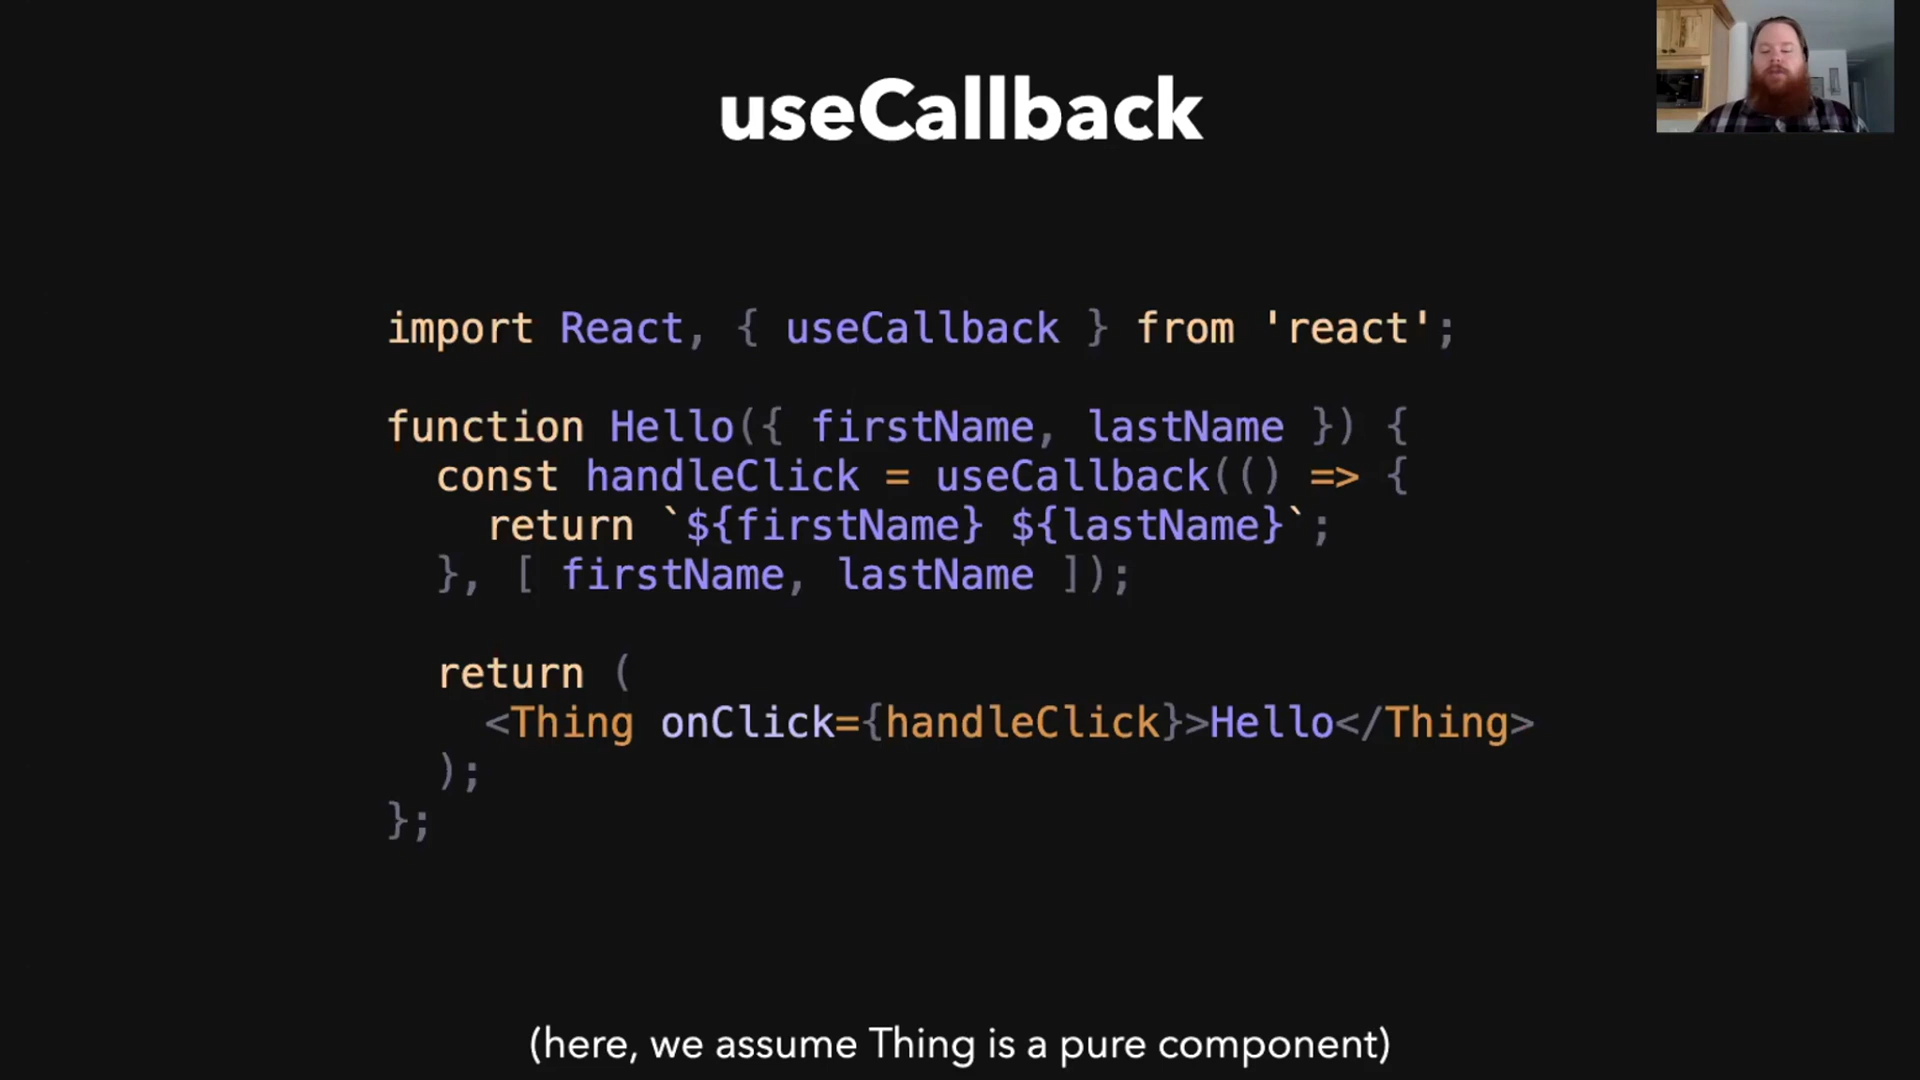 useCallback
import React, { useCallback } from 'react';
function Hello({ firstName, lastName }) {
const handleClick = useCallback(() => {
return `${firstName} ${lastName}`;
}, [ firstName, lastName ]);
return (
<Thing onClick={handleClick}>Hello</Thing>
);
};
(here, we assume Thing is a pure component)